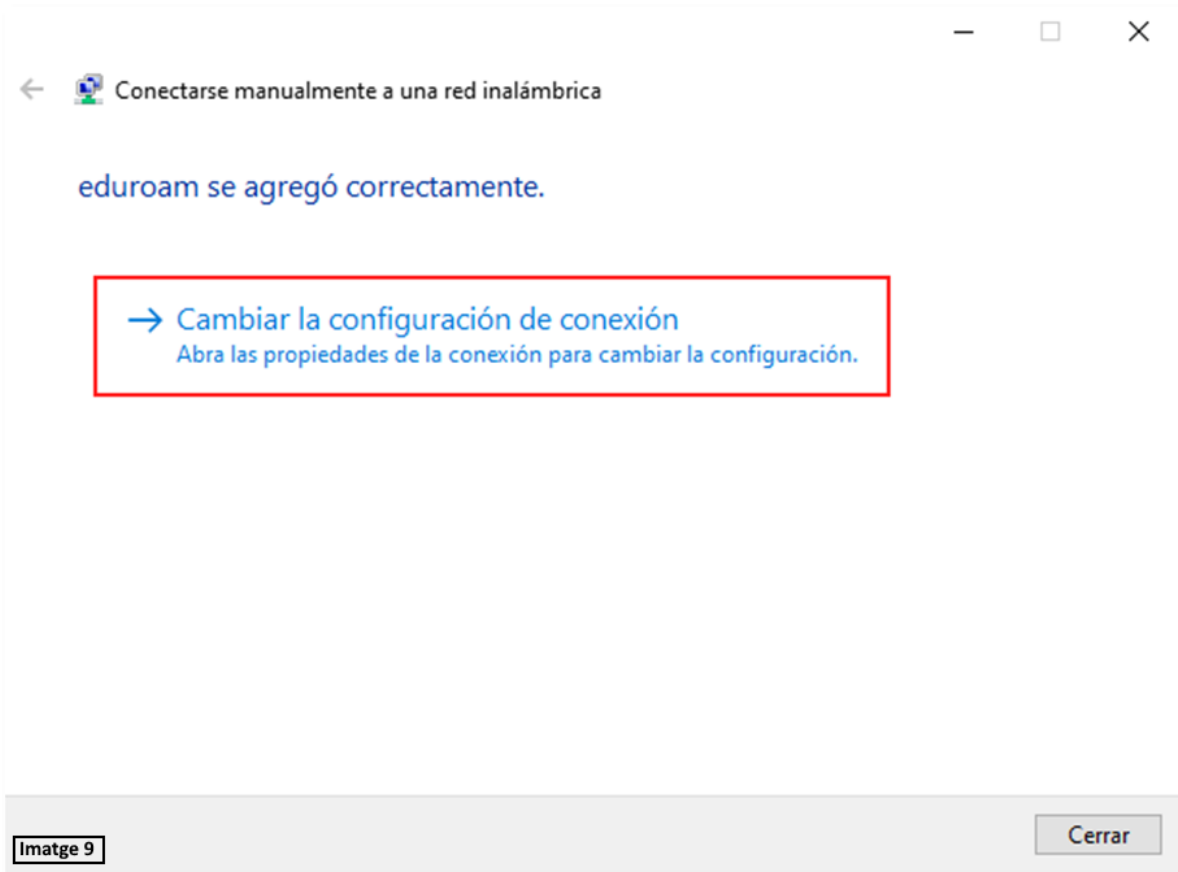 Conectarse manualmente a una red inalámbrica
eduroam se agregó correctamente.
Cambiar la configuración de conexión
Abra las propiedades de la conexión para cambiar la configuración.
Cerrar
Imatge 9